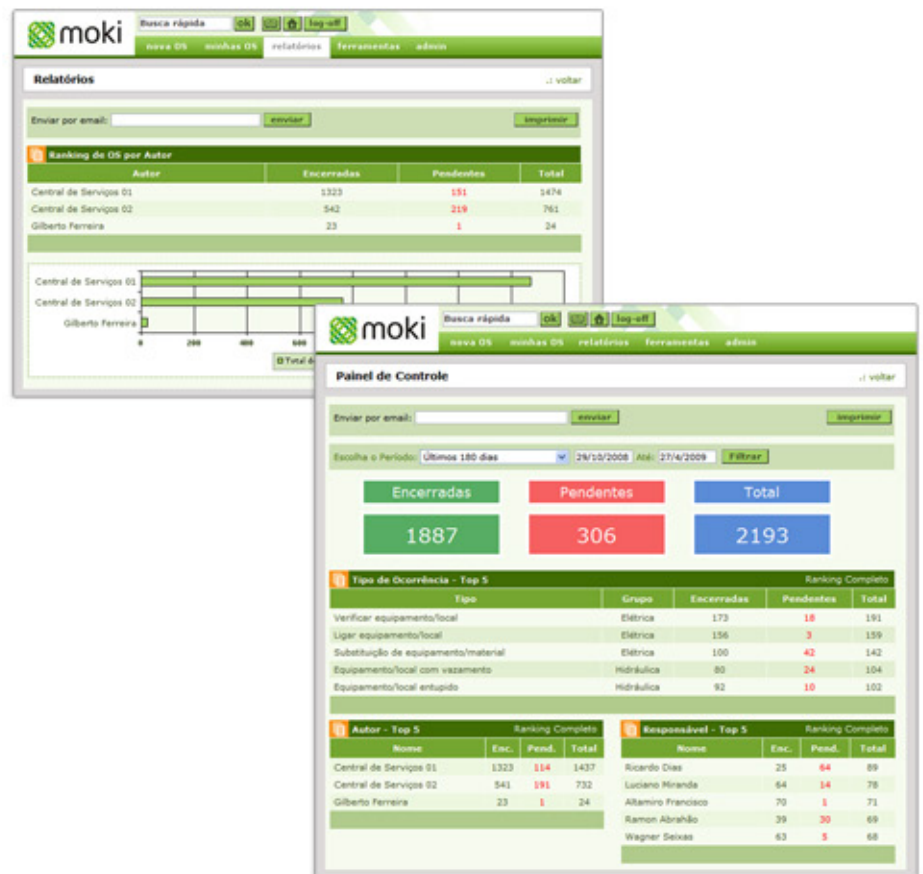 moki
Busca rápida ok log-off
nova OS minhas OS relatórios ferramentas admin
Relatórios .: voltar
Enviar por email: enviar imprimir
Ranking de OS por Autor
Autor Encerradas Pendentes Total
Central de Serviços 01 1323 151 1474
Central de Serviços 02 542 219 761
Gilberto Ferreira 23 1 24
Central de Serviços 01
Central de Serviços 02
Gilberto Ferreira
0 200 400 600
Total
moki
Busca rápida ok log-off
nova OS minhas OS relatórios ferramentas admin
Painel de Controle .: voltar
Enviar por email: enviar imprimir
Escolha o Período: Últimos 180 dias 29/10/2008 Até: 27/4/2009 Filtrar
Encerradas Pendentes Total
1887 306 2193
Tipo de Ocorrência - Top 5 Ranking Completo
Tipo Grupo Encerradas Pendentes Total
Verificar equipamento/local Elétrica 173 18 191
Ligar equipamento/local Elétrica 156 3 159
Substituição de equipamento/material Elétrica 100 42 142
Equipamento/local com vazamento Hidráulica 80 24 104
Equipamento/local entupido Hidráulica 92 10 102
Autor - Top 5 Ranking Completo
Nome Enc. Pend. Total
Central de Serviços 01 1323 114 1437
Central de Serviços 02 541 191 732
Gilberto Ferreira 23 1 24
Responsável - Top 5 Ranking Completo
Nome Enc. Pend. Total
Ricardo Dias 25 64 89
Luciano Miranda 64 14 78
Altamiro Francisco 70 1 71
Ramon Abrahão 39 30 69
Wagner Seixas 63 5 68